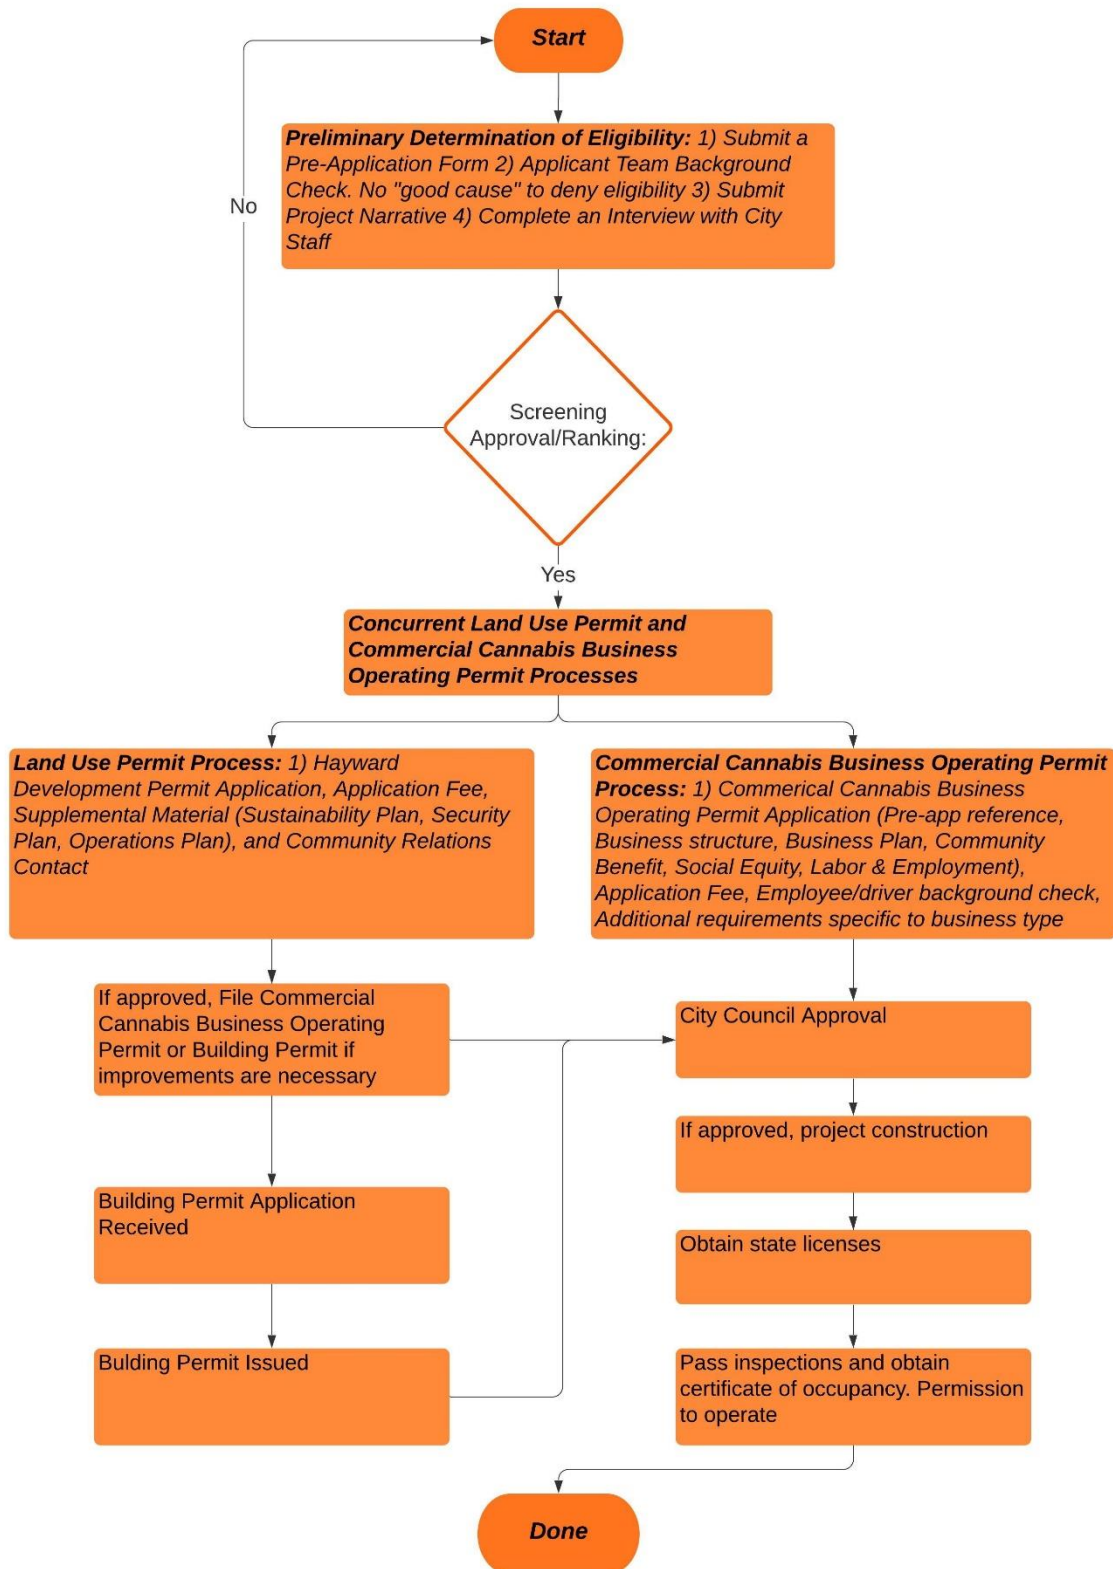 Start
Preliminary Determination of Eligibility: 1) Submit a
Pre-Application Form 2) Applicant Team Background
Check. No "good cause" to deny eligibility 3) Submit
Project Narrative 4) Complete an Interview with City
Staff
No
Screening
Approval/Ranking:
Yes
Concurrent Land Use Permit and
Commercial Cannabis Business
Operating Permit Processes
Land Use Permit Process: 1) Hayward
Development Permit Application, Application Fee,
Supplemental Material (Sustainability Plan, Security
Plan, Operations Plan), and Community Relations
Contact
Commercial Cannabis Business Operating Permit
Process: 1) Commerical Cannabis Business
Operating Permit Application (Pre-app reference,
Business structure, Business Plan, Community
Benefit, Social Equity, Labor & Employment),
Application Fee, Employee/driver background check,
Additional requirements specific to business type
If approved, File Commercial
Cannabis Business Operating
Permit or Building Permit if
improvements are necessary
City Council Approval
If approved, project construction
Building Permit Application
Received
Obtain state licenses
Bulding Permit Issued
Pass inspections and obtain
certificate of occupancy. Permission
to operate
Done